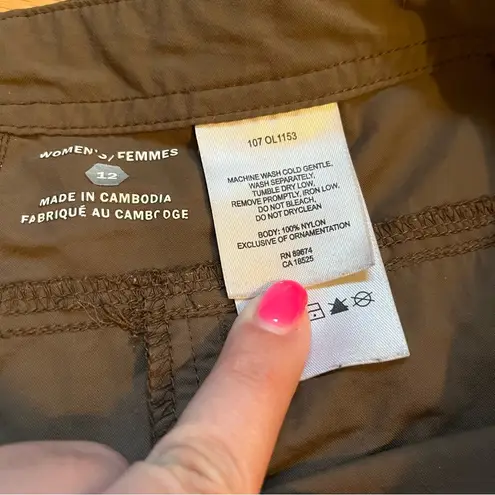 WOMEN'S/FEMMES
12
MADE IN CAMBODIA
FABRIQUÉ AU CAMBODGE
107 OL1153
MACHINE WASH COLD GENTLE,
WASH SEPARATELY,
TUMBLE DRY LOW,
REMOVE PROMPTLY, IRON LOW,
DO NOT BLEACH,
DO NOT DRYCLEAN
BODY: 100% NYLON
EXCLUSIVE OF ORNAMENTATION
RN 89674
CA 16525